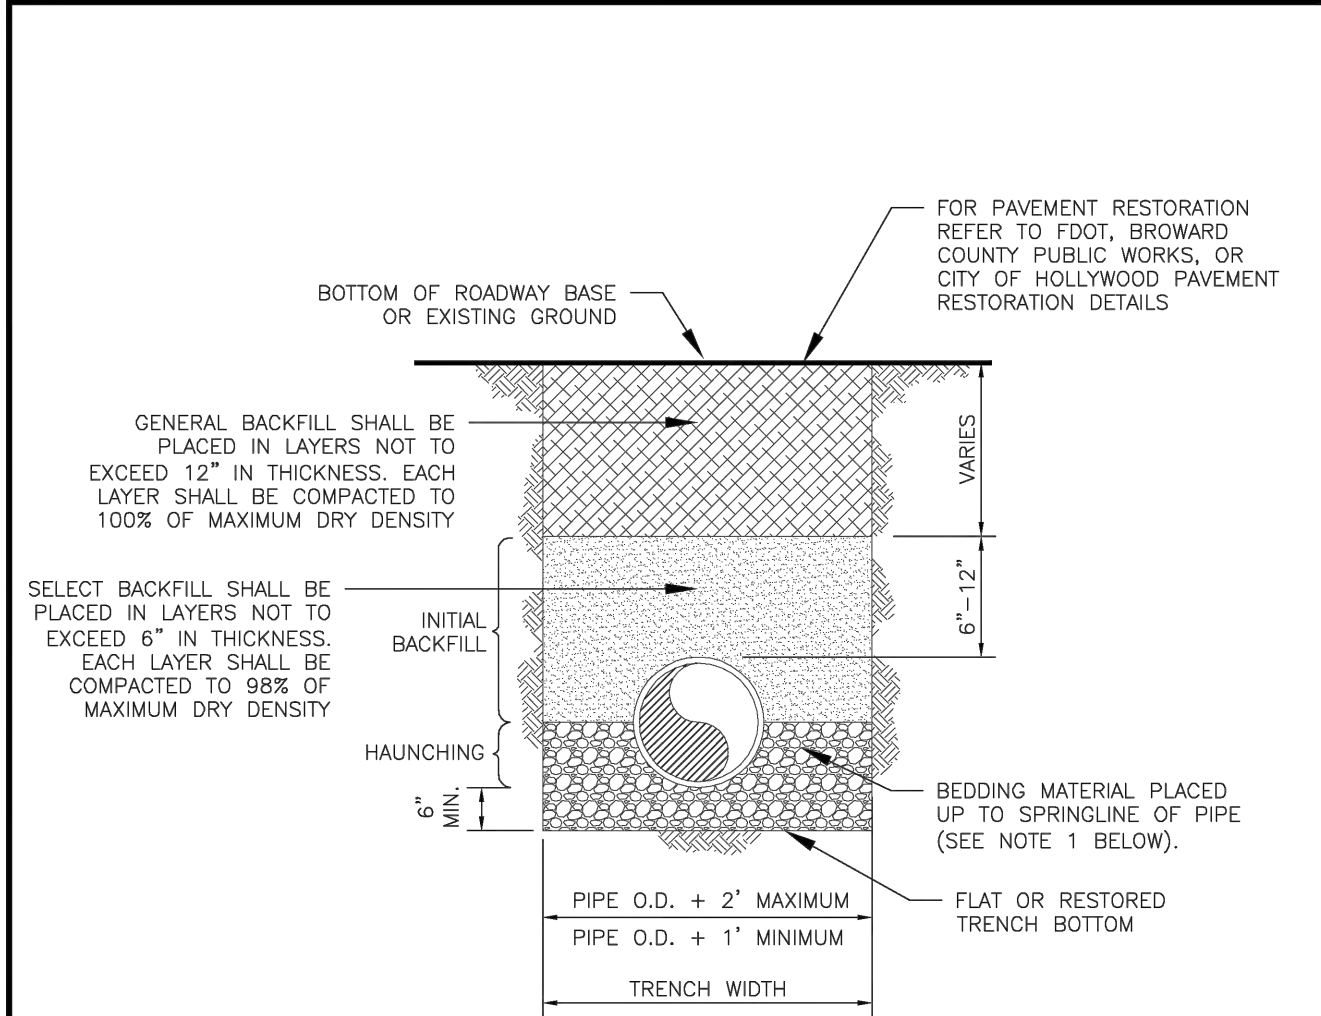 FOR PAVEMENT RESTORATION
REFER TO FDOT, BROWARD
COUNTY PUBLIC WORKS, OR
CITY OF HOLLYWOOD PAVEMENT
RESTORATION DETAILS
BOTTOM OF ROADWAY BASE
OR EXISTING GROUND
GENERAL BACKFILL SHALL BE
PLACED IN LAYERS NOT TO
EXCEED 12" IN THICKNESS. EACH
LAYER SHALL BE COMPACTED TO
100% OF MAXIMUM DRY DENSITY
VARIES
SELECT BACKFILL SHALL BE
PLACED IN LAYERS NOT TO
EXCEED 6" IN THICKNESS.
EACH LAYER SHALL BE
COMPACTED TO 98% OF
MAXIMUM DRY DENSITY
INITIAL
BACKFILL
6"-12"
HAUNCHING
6"
MIN.
BEDDING MATERIAL PLACED
UP TO SPRINGLINE OF PIPE
(SEE NOTE 1 BELOW).
FLAT OR RESTORED
TRENCH BOTTOM
PIPE O.D. + 2' MAXIMUM
PIPE O.D. + 1' MINIMUM
TRENCH WIDTH